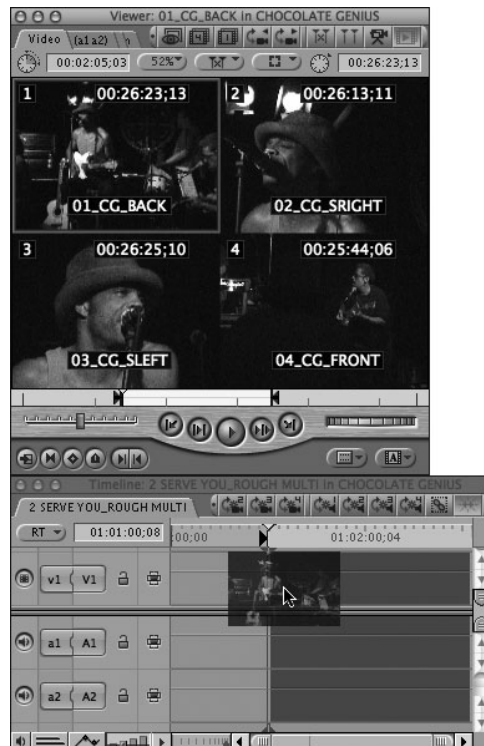 Viewer: 01_CG_BACK in CHOCOLATE GENIUS
Video (a1a2)
00:02:05;03 52% 00:26:23;13
1 00:26:23;13 2 00:26:13;11
01_CG_BACK 02_CG_SRIGHT
3 00:26:25;10 4 00:25:44;06
03_CG_SLEFT 04_CG_FRONT
Timeline: 2 SERVE YOU_ROUGH MULTI in CHOCOLATE GENIUS
2 SERVE YOU_ROUGH MULTI
RT 01:01:00;08 00;00 01:02:00;04
v1 V1
a1 A1
a2 A2